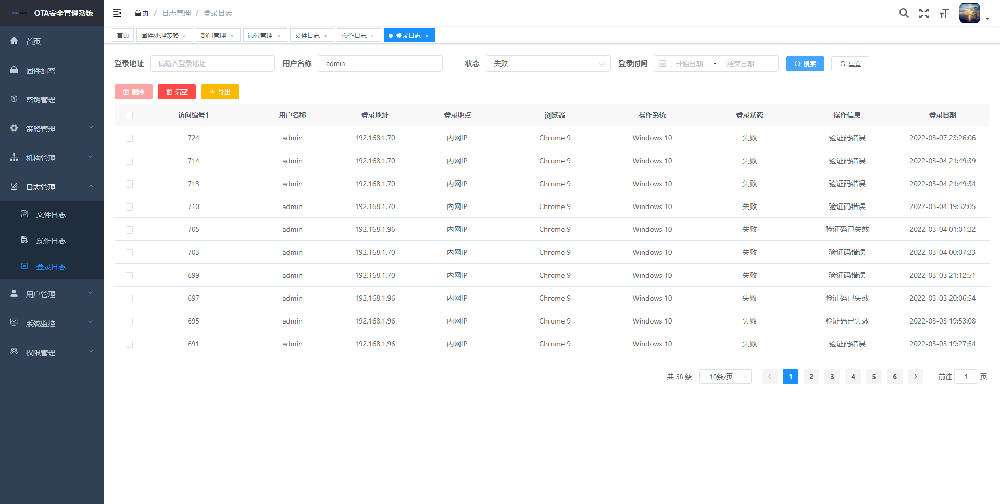 OTA安全管理系统
首页 / 日志管理 / 登录日志
首页 固件处理策略 × 部门管理 × 岗位管理 × 文件日志 × 操作日志 × 登录日志 ×
首页
固件加密
密钥管理
策略管理
机构管理
日志管理
文件日志
操作日志
登录日志
用户管理
系统监控
权限管理
登录地址 请输入登录地址 用户名称 admin 状态 失败 登录时间 开始日期 - 结束日期 搜索 重置
删除 清空 导出
访问编号1 用户名称 登录地址 登录地点 浏览器 操作系统 登录状态 操作信息 登录日期
724 admin 192.168.1.70 内网IP Chrome 9 Windows 10 失败 验证码错误 2022-03-07 23:26:06
714 admin 192.168.1.70 内网IP Chrome 9 Windows 10 失败 验证码错误 2022-03-04 21:49:39
713 admin 192.168.1.70 内网IP Chrome 9 Windows 10 失败 验证码错误 2022-03-04 21:49:34
710 admin 192.168.1.70 内网IP Chrome 9 Windows 10 失败 验证码错误 2022-03-04 19:32:05
705 admin 192.168.1.96 内网IP Chrome 9 Windows 10 失败 验证码已失效 2022-03-04 01:01:22
703 admin 192.168.1.70 内网IP Chrome 9 Windows 10 失败 验证码错误 2022-03-04 00:07:23
699 admin 192.168.1.70 内网IP Chrome 9 Windows 10 失败 验证码错误 2022-03-03 21:12:51
697 admin 192.168.1.96 内网IP Chrome 9 Windows 10 失败 验证码已失效 2022-03-03 20:06:54
695 admin 192.168.1.96 内网IP Chrome 9 Windows 10 失败 验证码已失效 2022-03-03 19:53:08
691 admin 192.168.1.96 内网IP Chrome 9 Windows 10 失败 验证码错误 2022-03-03 19:27:54
共 58 条 10条/页 1 2 3 4 5 6 前往 1 页